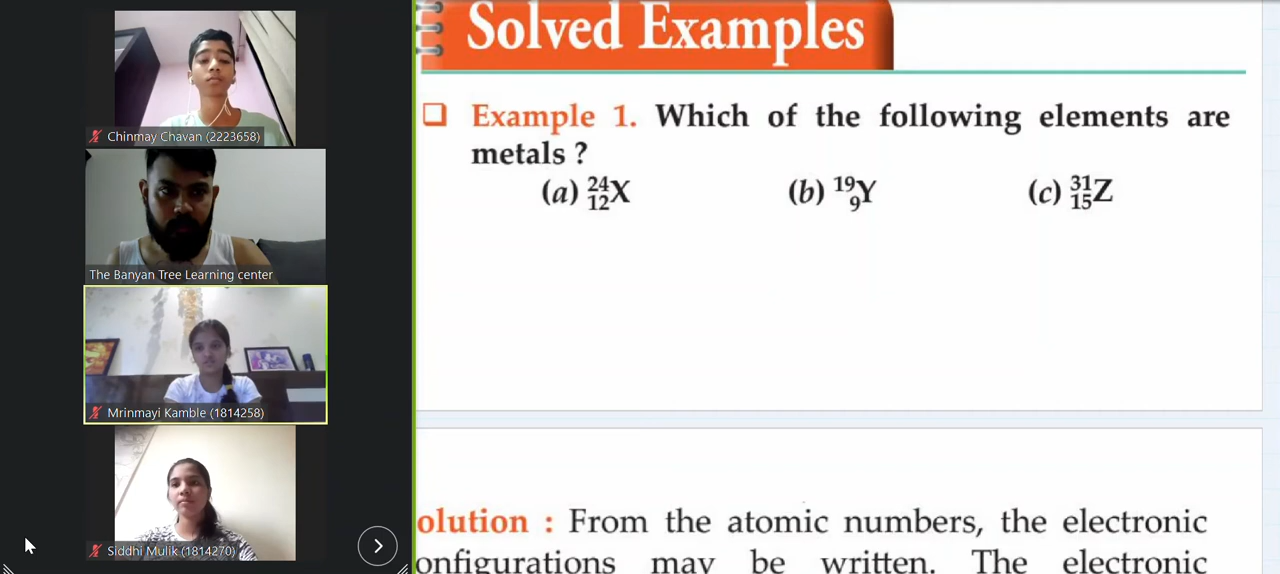 Chinmay Chavan (2223658)
The Banyan Tree Learning center
Mrinmayi Kamble (1814258)
Siddhi Mulik (1814270)
Solved Examples
❑ Example 1. Which of the following elements are
metals ?
(a) ²⁴₁₂X (b) ¹⁹₉Y (c) ³¹₁₅Z
olution : From the atomic numbers, the electronic
onfigurations may be written. The electronic